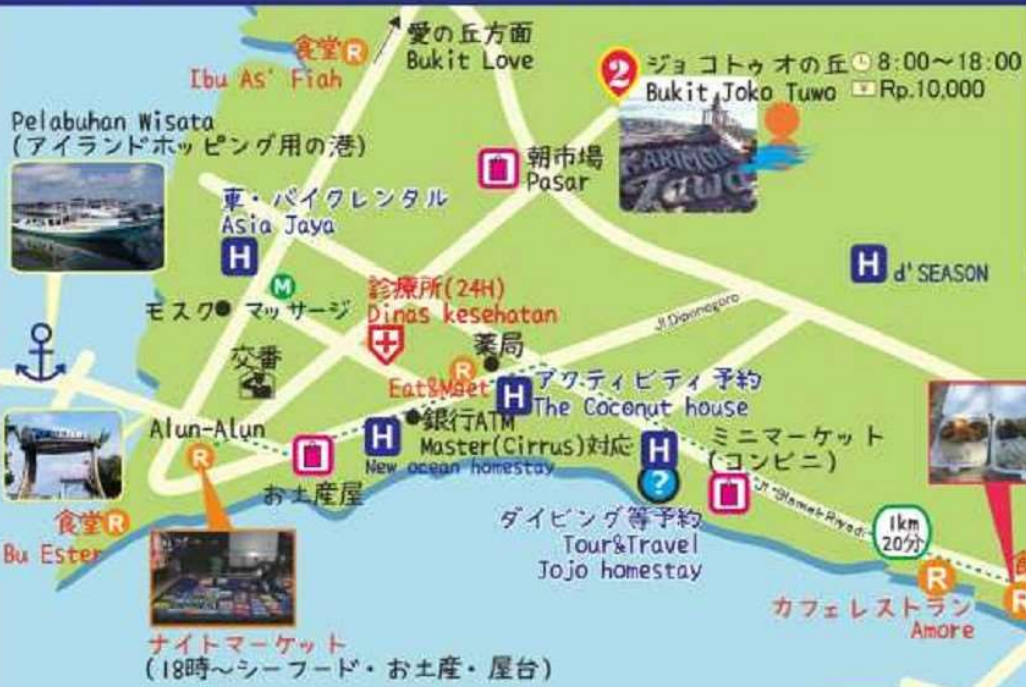 愛の丘方面
Bukit Love
食堂 R
Ibu As' Fiah
2 ジョコトゥオの丘 8:00〜18:00
Bukit Joko Tuwo ¥ Rp.10,000
KARIMUN
Jawa
Pelabuhan Wisata
(アイランドホッピング用の港)
朝市場
Pasar
車・バイクレンタル
Asia Jaya
H
H d'SEASON
M
モスク マッサージ
診療所(24H)
Dinas kesehatan
Jl.Diponegoro
薬局
交番
R
Eat&Meet
H アクティビティ予約
The Coconut house
銀行ATM
Master(Cirrus)対応
H
New ocean homestay
Alun-Alun
R
お土産屋
H
?
ミニマーケット
(コンビニ)
ダイビング等予約
Tour&Travel
Jojo homestay
1km
20分
食堂 R
Bu Ester
R
カフェレストラン
Amore
R
ナイトマーケット
(18時〜シーフード・お土産・屋台)